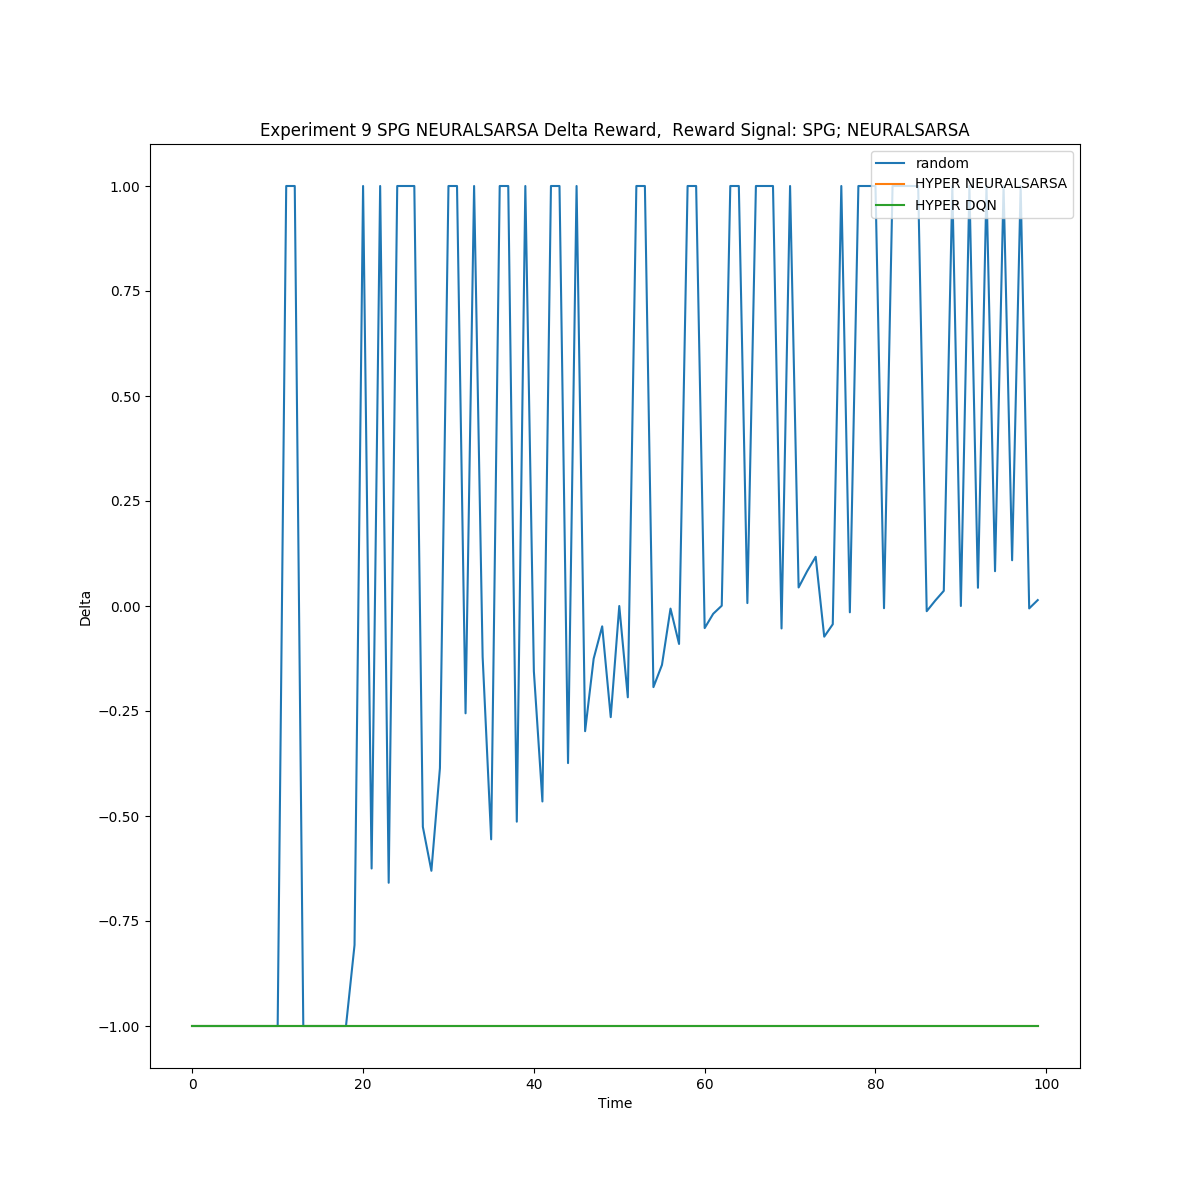 Experiment 9 SPG NEURALSARSA Delta Reward,  Reward Signal: SPG; NEURALSARSA
random
HYPER NEURALSARSA
HYPER DQN
1.00
0.75
0.50
0.25
0.00
−0.25
−0.50
−0.75
−1.00
Delta
0 20 40 60 80 100
Time